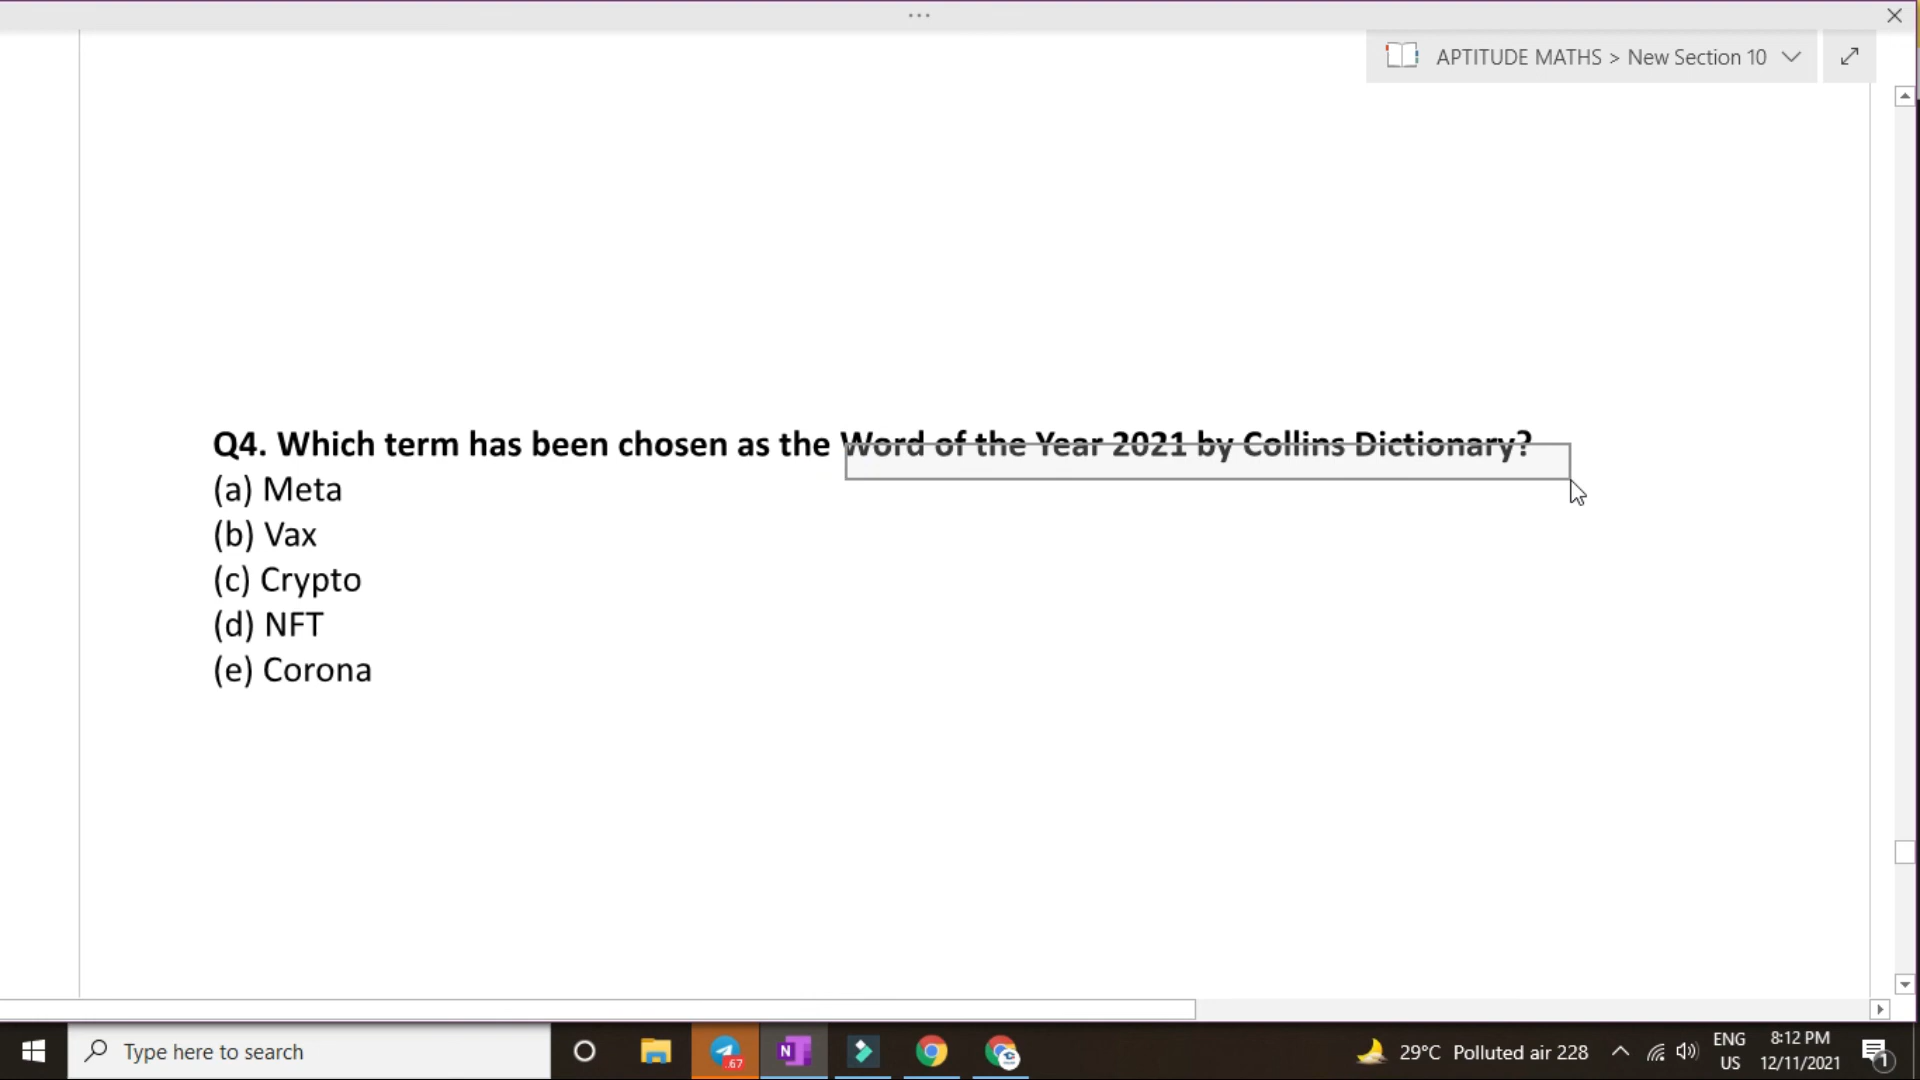 APTITUDE MATHS > New Section 10
Q4. Which term has been chosen as the Word of the Year 2021 by Collins Dictionary?
(a) Meta
(b) Vax
(c) Crypto
(d) NFT
(e) Corona
Type here to search
.67
N
29°C Polluted air 228
ENG
US
8:12 PM
12/11/2021
1